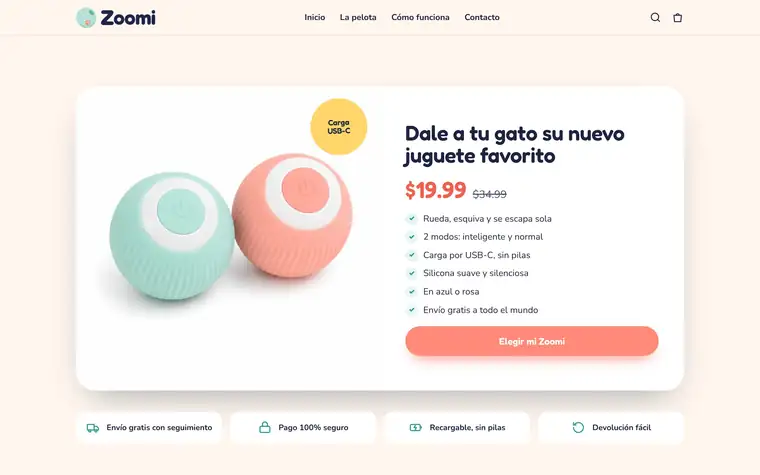 Zoomi
Inicio
La pelota
Cómo funciona
Contacto
Carga
USB-C
Dale a tu gato su nuevo
juguete favorito
$19.99 $34.99
Rueda, esquiva y se escapa sola
2 modos: inteligente y normal
Carga por USB-C, sin pilas
Silicona suave y silenciosa
En azul o rosa
Envío gratis a todo el mundo
Elegir mi Zoomi
Envío gratis con seguimiento
Pago 100% seguro
Recargable, sin pilas
Devolución fácil